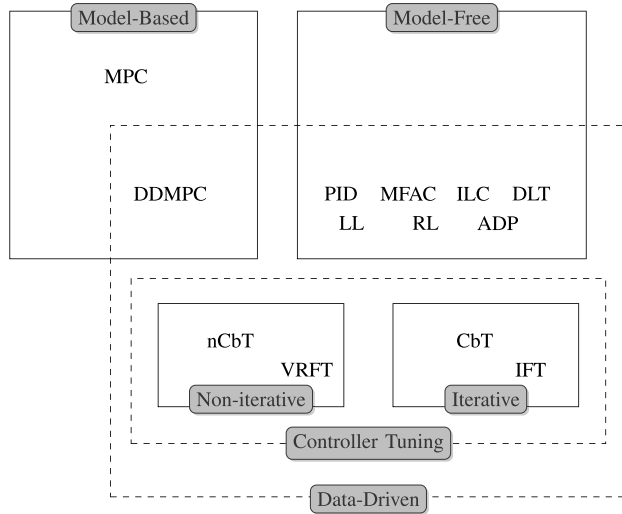 Model-Based
Model-Free
MPC
DDMPC
PID MFAC ILC DLT
LL RL ADP
nCbT
VRFT
Non-iterative
CbT
IFT
Iterative
Controller Tuning
Data-Driven